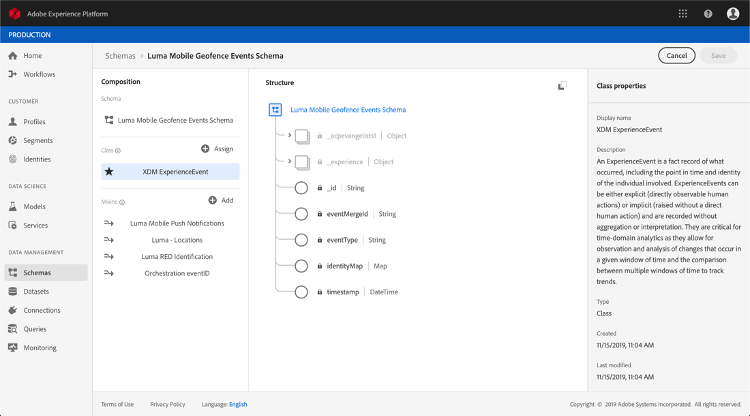 Adobe Experience Platform
PRODUCTION
Home
Workflows
CUSTOMER
Profiles
Segments
Identities
DATA SCIENCE
Models
Services
DATA MANAGEMENT
Schemas
Datasets
Connections
Queries
Monitoring
Schemas > Luma Mobile Geofence Events Schema
Cancel
Save
Composition
Schema
Luma Mobile Geofence Events Schema
Class
Assign
XDM ExperienceEvent
Mixins
Add
Luma Mobile Push Notifications
Luma - Locations
Luma RED Identification
Orchestration eventID
Structure
Luma Mobile Geofence Events Schema
_acpevangelists1 | Object
_experience | Object
_id | String
eventMergeId | String
eventType | String
identityMap | Map
timestamp | DateTime
Class properties
Display name
XDM ExperienceEvent
Description
An ExperienceEvent is a fact record of what
occurred, including the point in time and identity
of the individual involved. ExperienceEvents can
be either explicit (directly observable human
actions) or implicit (raised without a direct
human action) and are recorded without
aggregation or interpretation. They are critical for
time-domain analytics as they allow for
observation and analysis of changes that occur in
a given window of time and the comparison
between multiple windows of time to track
trends.
Type
Class
Created
11/15/2019, 11:04 AM
Last modified
11/15/2019, 11:04 AM
Terms of Use
Privacy Policy
Language: English
Copyright © 2019 Adobe Systems Incorporated. All Rights Reserved